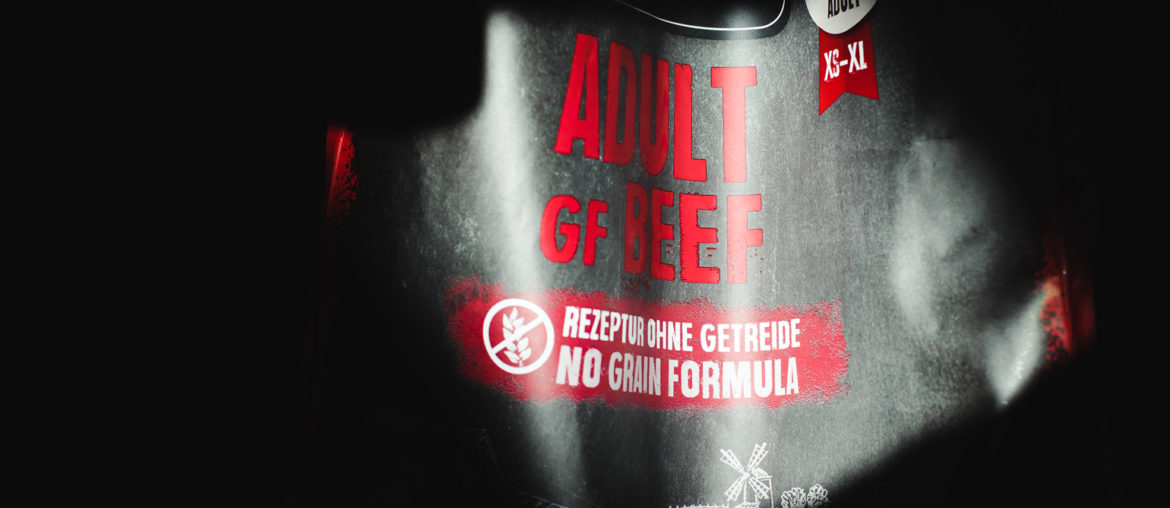 ADULT
XS–XL
ADULT
GF BEEF
REZEPTUR OHNE GETREIDE
NO GRAIN FORMULA